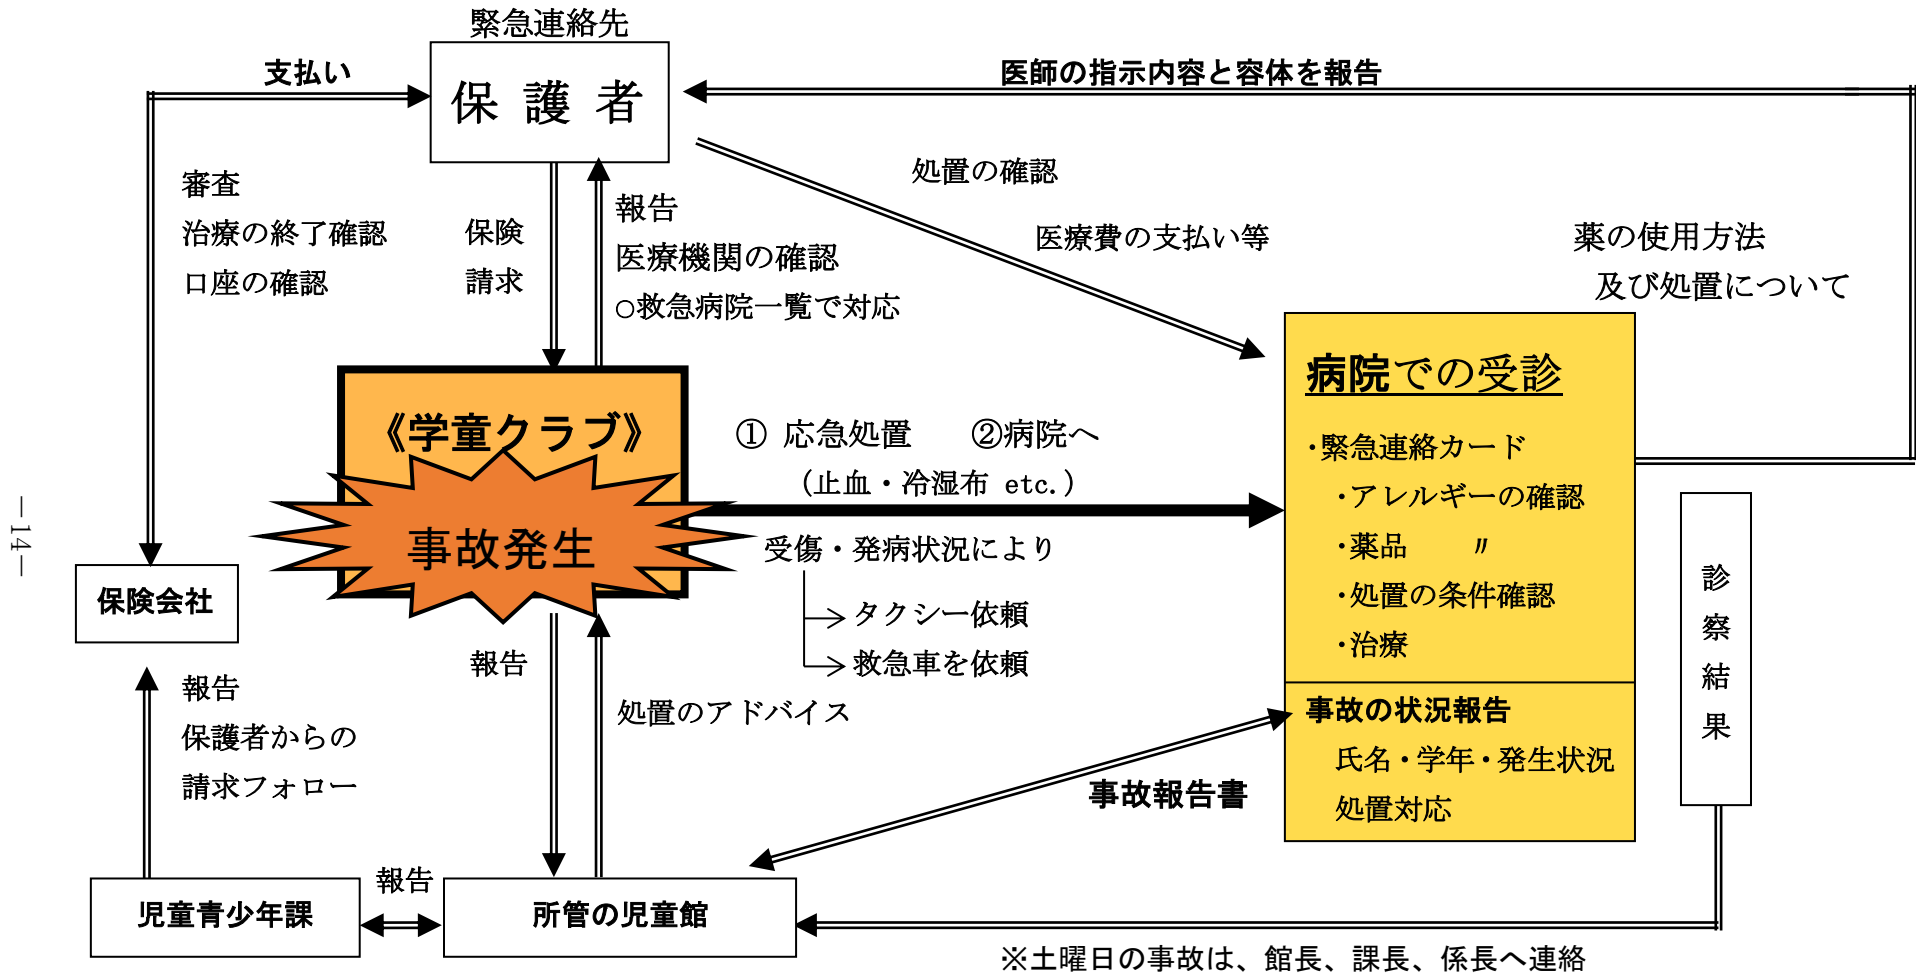 緊急連絡先
保 護 者
支払い
医師の指示内容と容体を報告
審査
治療の終了確認
口座の確認
保険
請求
報告
医療機関の確認
○救急病院一覧で対応
処置の確認
医療費の支払い等
薬の使用方法
及び処置について
《学童クラブ》
事故発生
① 応急処置　　②病院へ
(止血・冷湿布 etc.)
受傷・発病状況により
タクシー依頼
救急車を依頼
病院での受診
・緊急連絡カード
・アレルギーの確認
・薬品　　〃
・処置の条件確認
・治療
事故の状況報告
氏名・学年・発生状況
処置対応
診察結果
保険会社
報告
保護者からの
請求フォロー
報告
処置のアドバイス
事故報告書
児童青少年課
報告
所管の児童館
※土曜日の事故は、館長、課長、係長へ連絡
－14－